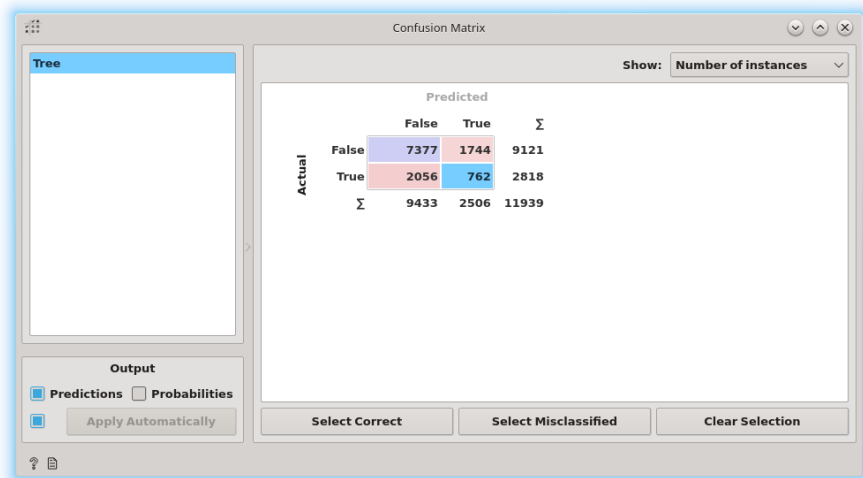 Confusion Matrix
Tree
Show: Number of instances
Predicted
False True Σ
Actual
False 7377 1744 9121
True 2056 762 2818
Σ 9433 2506 11939
Output
Predictions Probabilities
Apply Automatically
Select Correct Select Misclassified Clear Selection
?